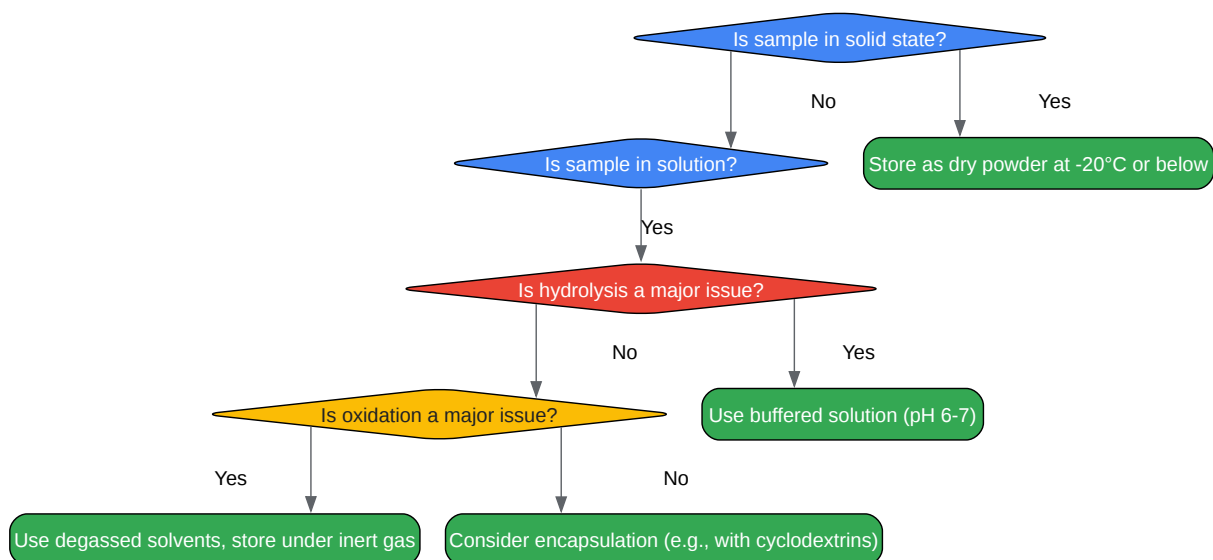 Is sample in solid state?
No
Yes
Is sample in solution?
Store as dry powder at -20°C or below
Yes
Is hydrolysis a major issue?
No
Yes
Is oxidation a major issue?
Use buffered solution (pH 6-7)
Yes
No
Use degassed solvents, store under inert gas
Consider encapsulation (e.g., with cyclodextrins)